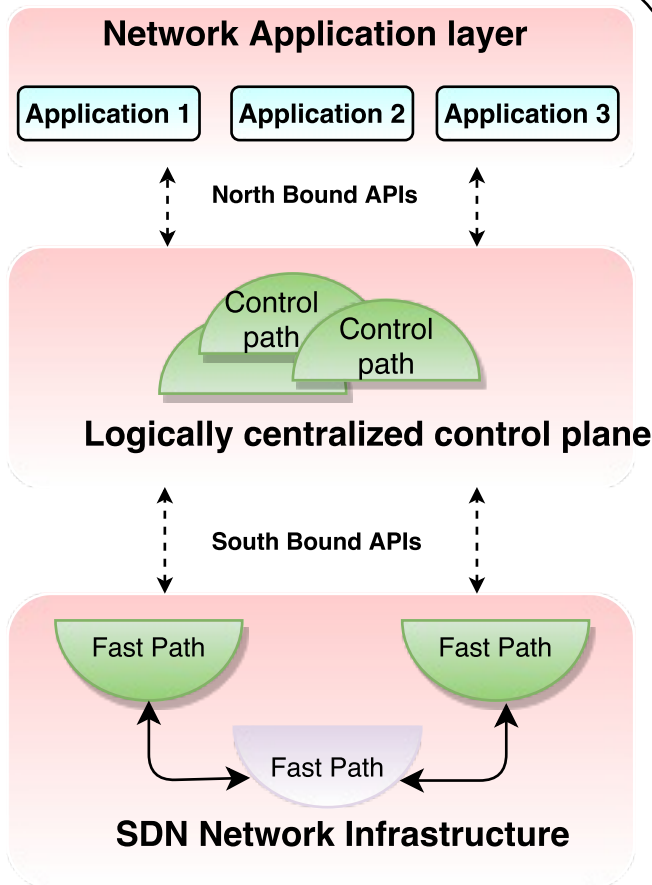 Network Application layer
Application 1
Application 2
Application 3
North Bound APIs
Control
path
Control
path
Logically centralized control plane
South Bound APIs
Fast Path
Fast Path
Fast Path
SDN Network Infrastructure